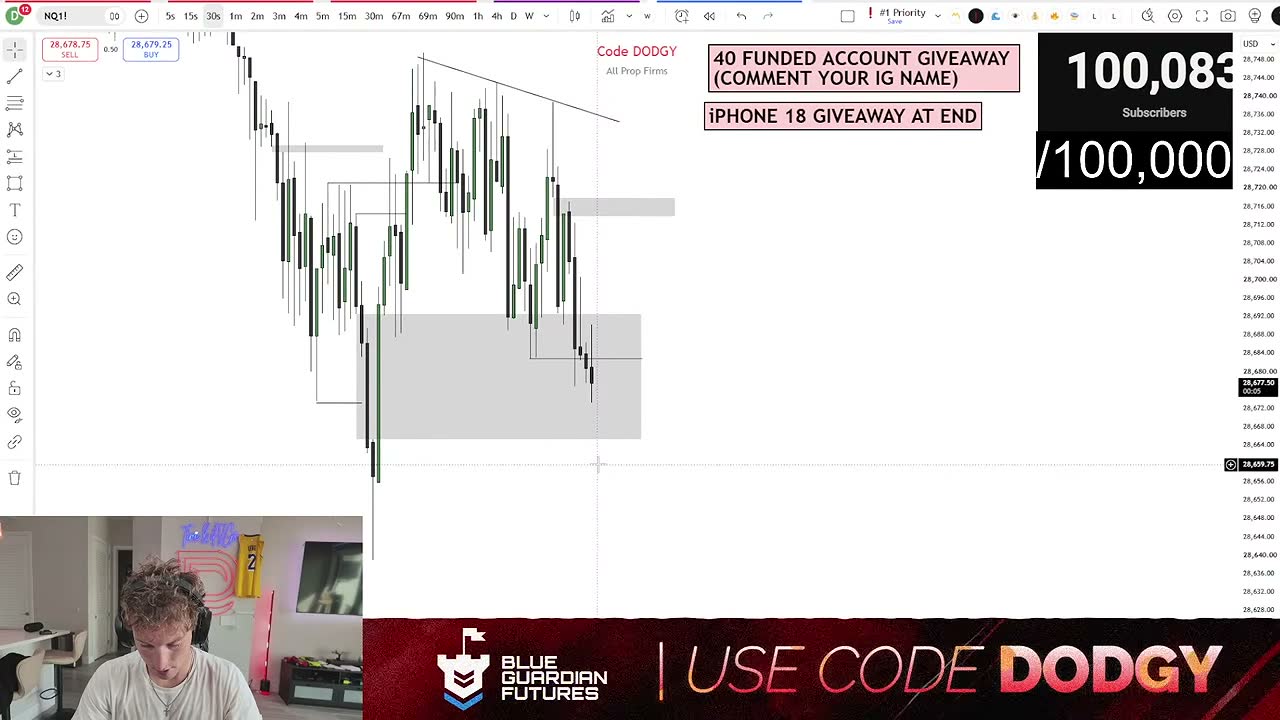 D
12
NQ1!
5s 15s 30s 1m 2m 3m 4m 5m 15m 30m 67m 69m 90m 1h 4h D W
w
#1 Priority
Save
L L
28,678.75
SELL
0.50
28,679.25
BUY
3
Code DODGY
All Prop Firms
40 FUNDED ACCOUNT GIVEAWAY
(COMMENT YOUR IG NAME)
iPHONE 18 GIVEAWAY AT END
100,083
Subscribers
/100,000
USD
28,748.00
28,744.00
28,740.00
28,736.00
28,732.00
28,728.00
28,724.00
28,720.00
28,716.00
28,712.00
28,708.00
28,704.00
28,700.00
28,696.00
28,692.00
28,688.00
28,684.00
28,680.00
28,677.50
00:05
28,672.00
28,668.00
28,664.00
28,659.75
28,656.00
28,652.00
28,648.00
28,644.00
28,640.00
28,636.00
28,632.00
28,628.00
2
BLUE
GUARDIAN
FUTURES
USE CODE DODGY